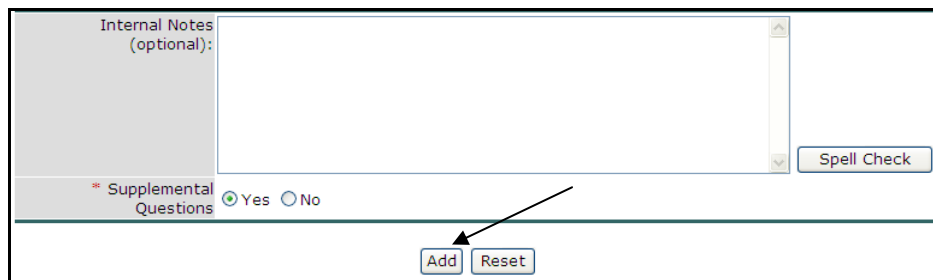 Internal Notes
(optional):
Spell Check
* Supplemental
Questions
Yes No
Add Reset